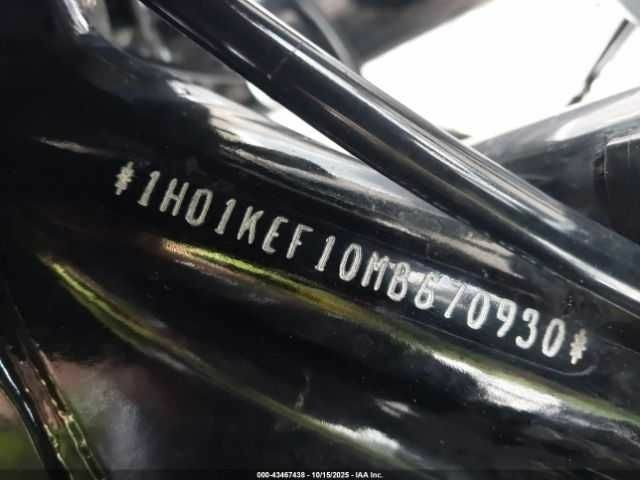 *1HD1KEF10MB670930*
000-43467438 - 10/15/2025 - IAA Inc.